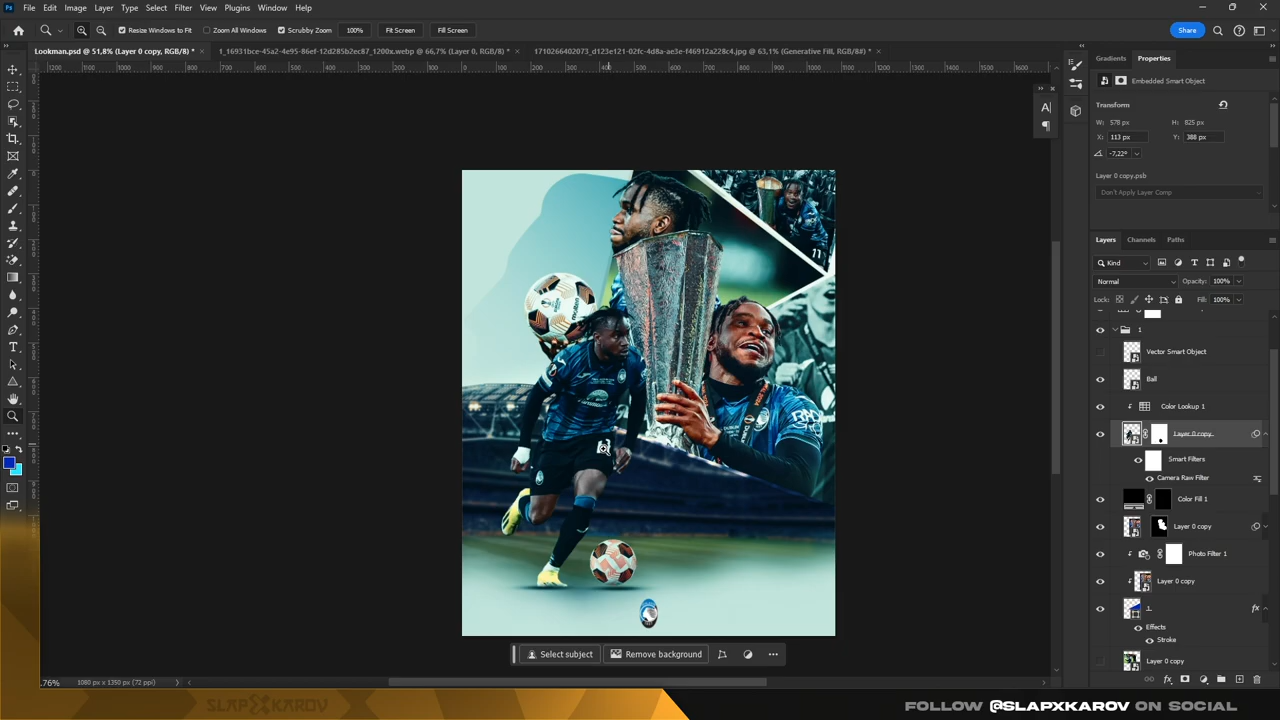 File Edit Image Layer Type Select Filter View Plugins Window Help
Resize Windows to Fit Zoom All Windows Scrubby Zoom 100% Fit Screen Fill Screen Share
Lookman.psd @ 51,8% (Layer 0 copy, RGB/8) * 1_16931bce-45a2-4e95-86ef-12d285b2ec87_1200x.webp @ 66,7% (Layer 0, RGB/8) * 1710266402073_d123e121-02fc-4d8a-ae3e-f46912a228c4.jpg @ 63,1% (Generative Fill, RGB/8#) *
Gradients Properties
Embedded Smart Object
Transform
W: 578 px H: 825 px
X: 113 px Y: 388 px
-7,22°
Layer 0 copy.psb
Don't Apply Layer Comp
Layers Channels Paths
Kind
Normal Opacity: 100%
Lock: Fill: 100%
1
Vector Smart Object
Ball
Color Lookup 1
Layer 0 copy
Smart Filters
Camera Raw Filter
Color Fill 1
Layer 0 copy
Photo Filter 1
Layer 0 copy
Effects
Stroke
Layer 0 copy
11
molten
Select subject Remove background
1080 px x 1350 px (72 ppi)
SLAPXKAROV
FOLLOW @SLAPXKAROV ON SOCIAL